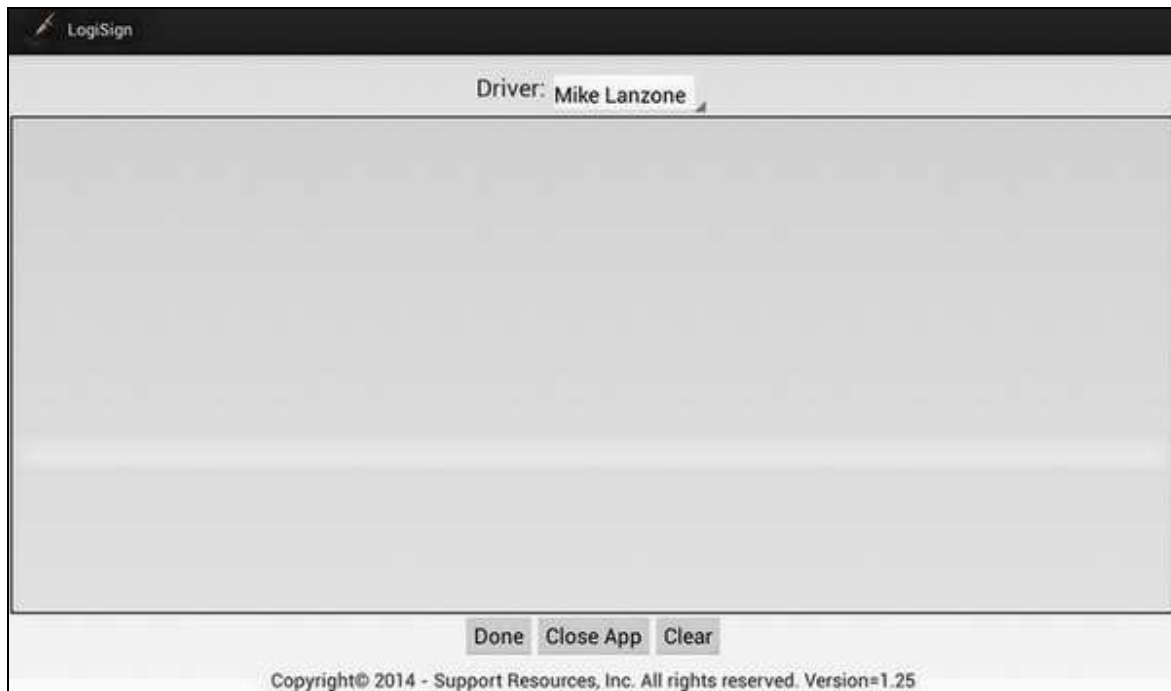 LogiSign
Driver: Mike Lanzone
Done Close App Clear
Copyright© 2014 - Support Resources, Inc. All rights reserved. Version=1.25